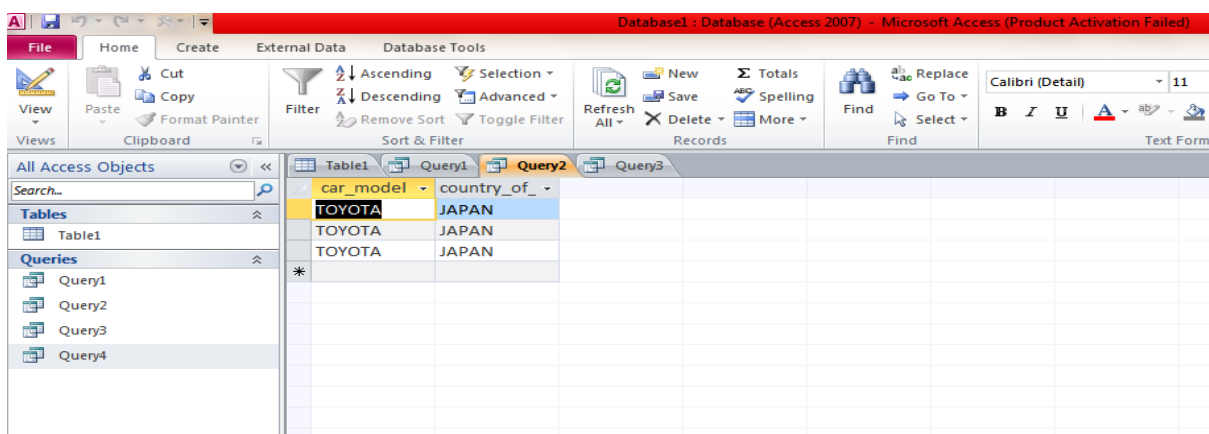 Database1 : Database (Access 2007) - Microsoft Access (Product Activation Failed)
File Home Create External Data Database Tools
View
Paste
Cut
Copy
Format Painter
Filter
Ascending
Descending
Remove Sort
Selection
Advanced
Toggle Filter
Refresh All
New
Save
Delete
Totals
Spelling
More
Find
Replace
Go To
Select
Calibri (Detail) 11
B I U A
Views Clipboard Sort & Filter Records Find Text Form
All Access Objects
Search...
Tables
Table1
Queries
Query1
Query2
Query3
Query4
Table1 Query1 Query2 Query3
car_model country_of_
TOYOTA JAPAN
TOYOTA JAPAN
TOYOTA JAPAN